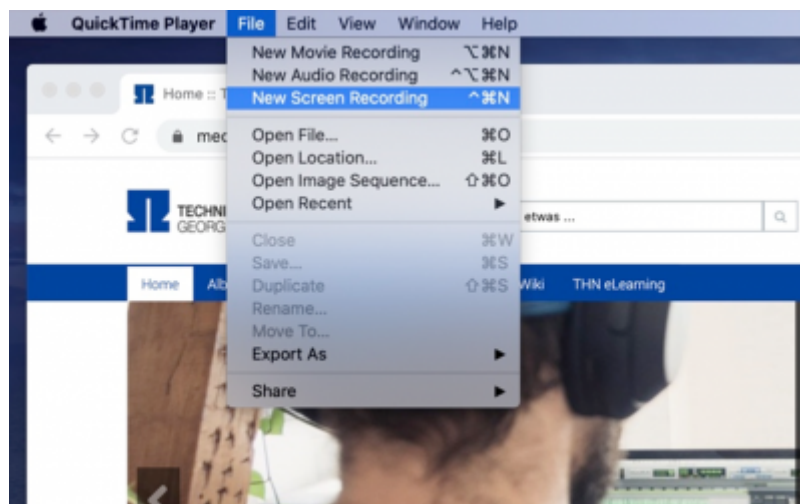 QuickTime Player File Edit View Window Help
New Movie Recording ⌥⌘N
New Audio Recording ^⌥⌘N
New Screen Recording ^⌘N
Open File... ⌘O
Open Location... ⌘L
Open Image Sequence... ⇧⌘O
Open Recent ▶
Close ⌘W
Save... ⌘S
Duplicate ⇧⌘S
Rename...
Move To...
Export As ▶
Share ▶
Home :: T
mec
TECHNI
GEORG
etwas ...
Home Alb Wiki THN eLearning